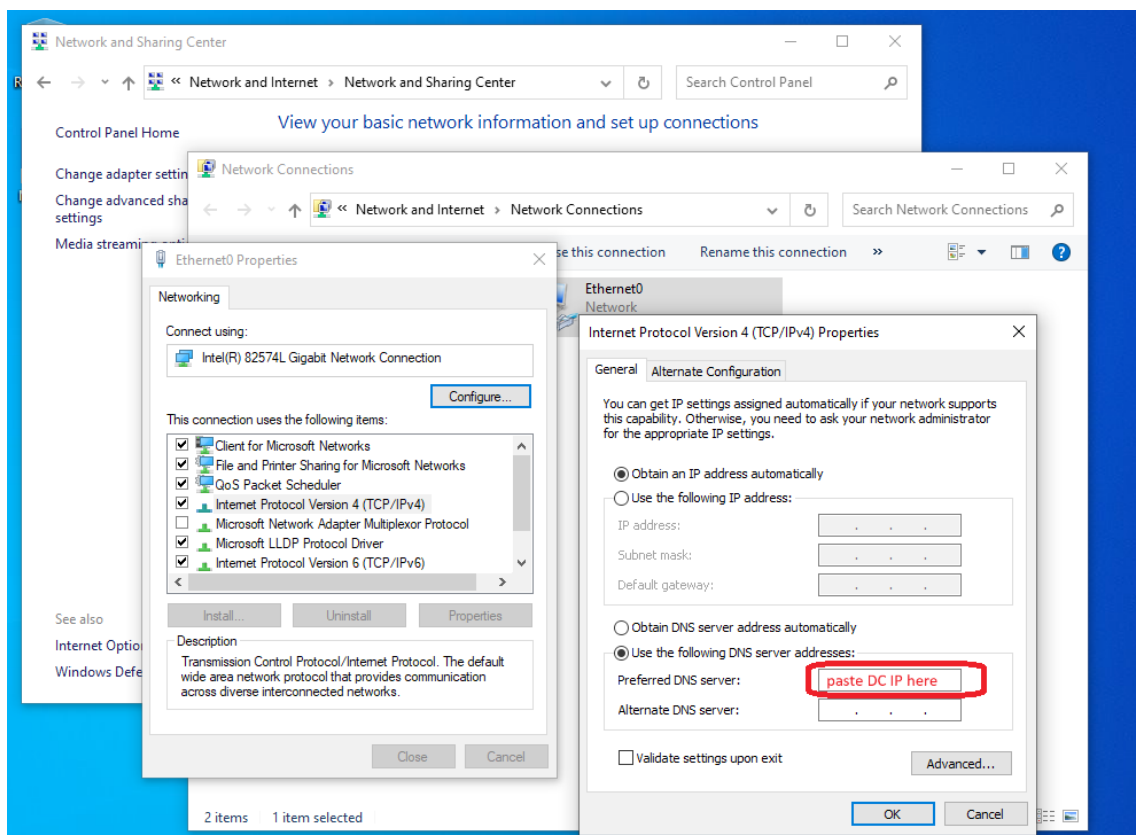 Network and Sharing Center
R
« Network and Internet › Network and Sharing Center
Search Control Panel
Control Panel Home
View your basic network information and set up connections
Change adapter settin
Change advanced sha
settings
Media streami
Network Connections
« Network and Internet › Network Connections
Search Network Connections
se this connection
Rename this connection
»
Ethernet0
Network
Ethernet0 Properties
Networking
Connect using:
Intel(R) 82574L Gigabit Network Connection
Configure...
This connection uses the following items:
Client for Microsoft Networks
File and Printer Sharing for Microsoft Networks
QoS Packet Scheduler
Internet Protocol Version 4 (TCP/IPv4)
Microsoft Network Adapter Multiplexor Protocol
Microsoft LLDP Protocol Driver
Internet Protocol Version 6 (TCP/IPv6)
Install...
Uninstall
Properties
Description
Transmission Control Protocol/Internet Protocol. The default
wide area network protocol that provides communication
across diverse interconnected networks.
Close
Cancel
Internet Protocol Version 4 (TCP/IPv4) Properties
General
Alternate Configuration
You can get IP settings assigned automatically if your network supports
this capability. Otherwise, you need to ask your network administrator
for the appropriate IP settings.
Obtain an IP address automatically
Use the following IP address:
IP address:
. . .
Subnet mask:
. . .
Default gateway:
. . .
Obtain DNS server address automatically
Use the following DNS server addresses:
Preferred DNS server:
paste DC IP here
Alternate DNS server:
. . .
Validate settings upon exit
Advanced...
OK
Cancel
See also
Internet Optio
Windows Defe
2 items
1 item selected